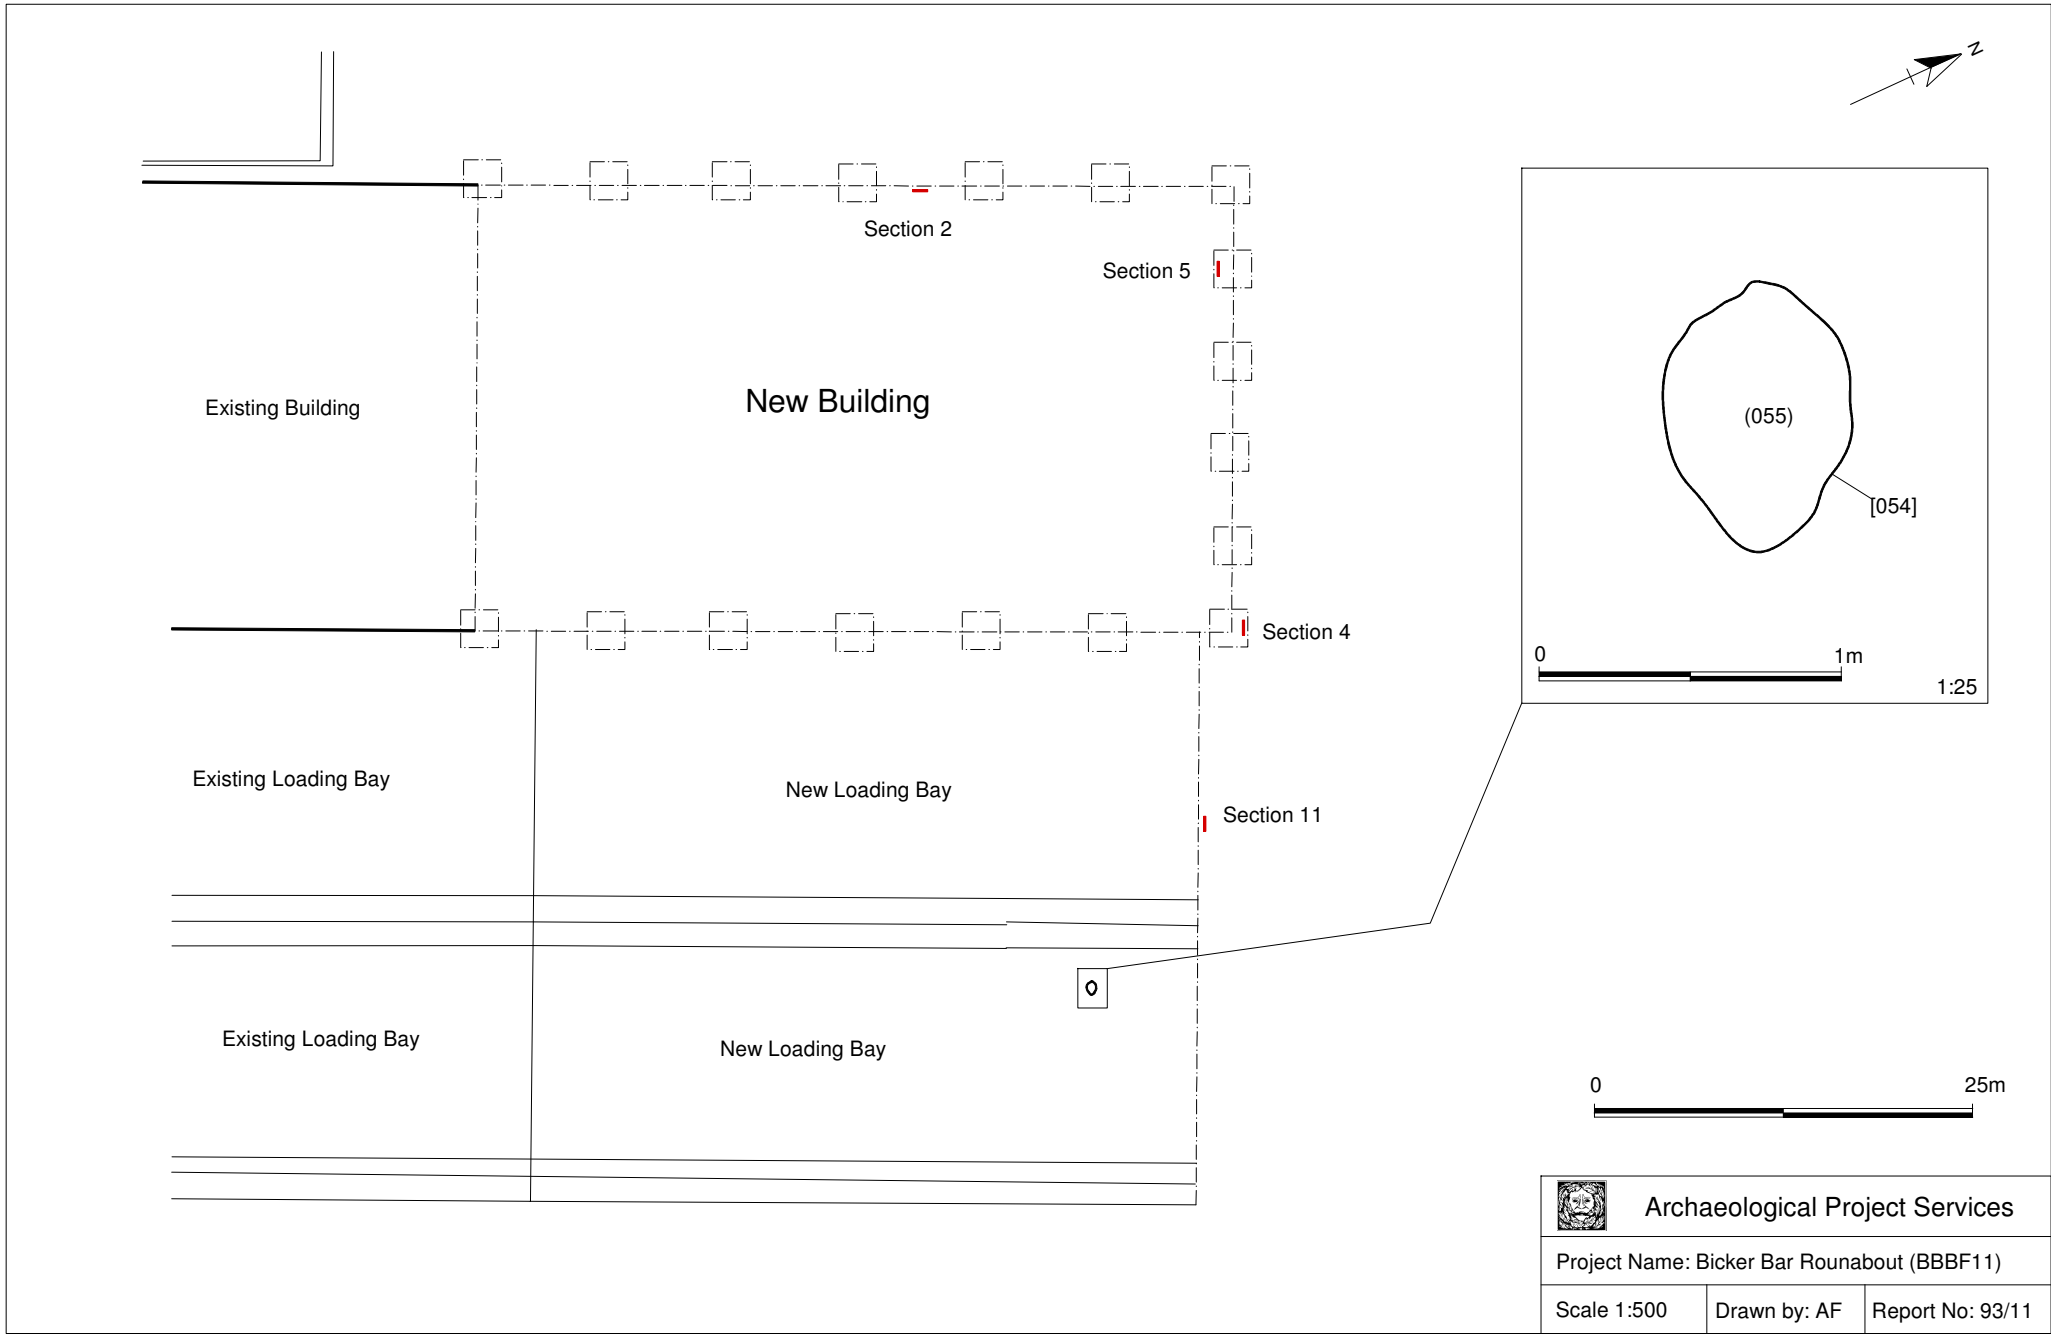 N
Section 2
Section 5
Existing Building
New Building
(055)
[054]
Section 4
0
1m
1:25
Existing Loading Bay
New Loading Bay
Section 11
Existing Loading Bay
New Loading Bay
0
25m
Archaeological Project Services
Project Name: Bicker Bar Rounabout (BBBF11)
Scale 1:500
Drawn by: AF
Report No: 93/11